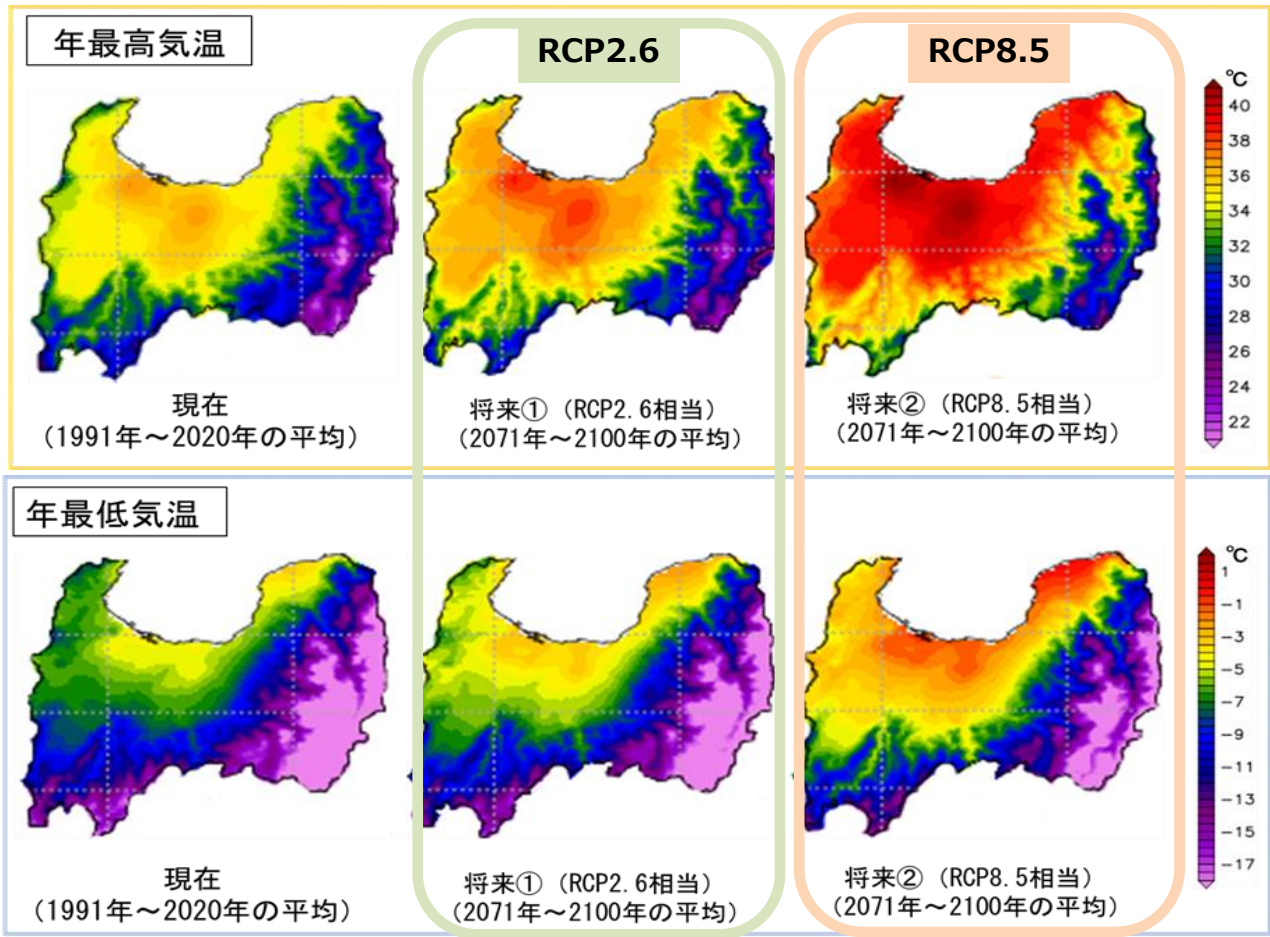 年最高気温
RCP2.6
RCP8.5
℃
40
38
36
34
32
30
28
26
24
22
現在
（1991年～2020年の平均）
将来①（RCP2.6相当）
（2071年～2100年の平均）
将来②（RCP8.5相当）
（2071年～2100年の平均）
年最低気温
℃
1
-1
-3
-5
-7
-9
-11
-13
-15
-17
現在
（1991年～2020年の平均）
将来①（RCP2.6相当）
（2071年～2100年の平均）
将来②（RCP8.5相当）
（2071年～2100年の平均）